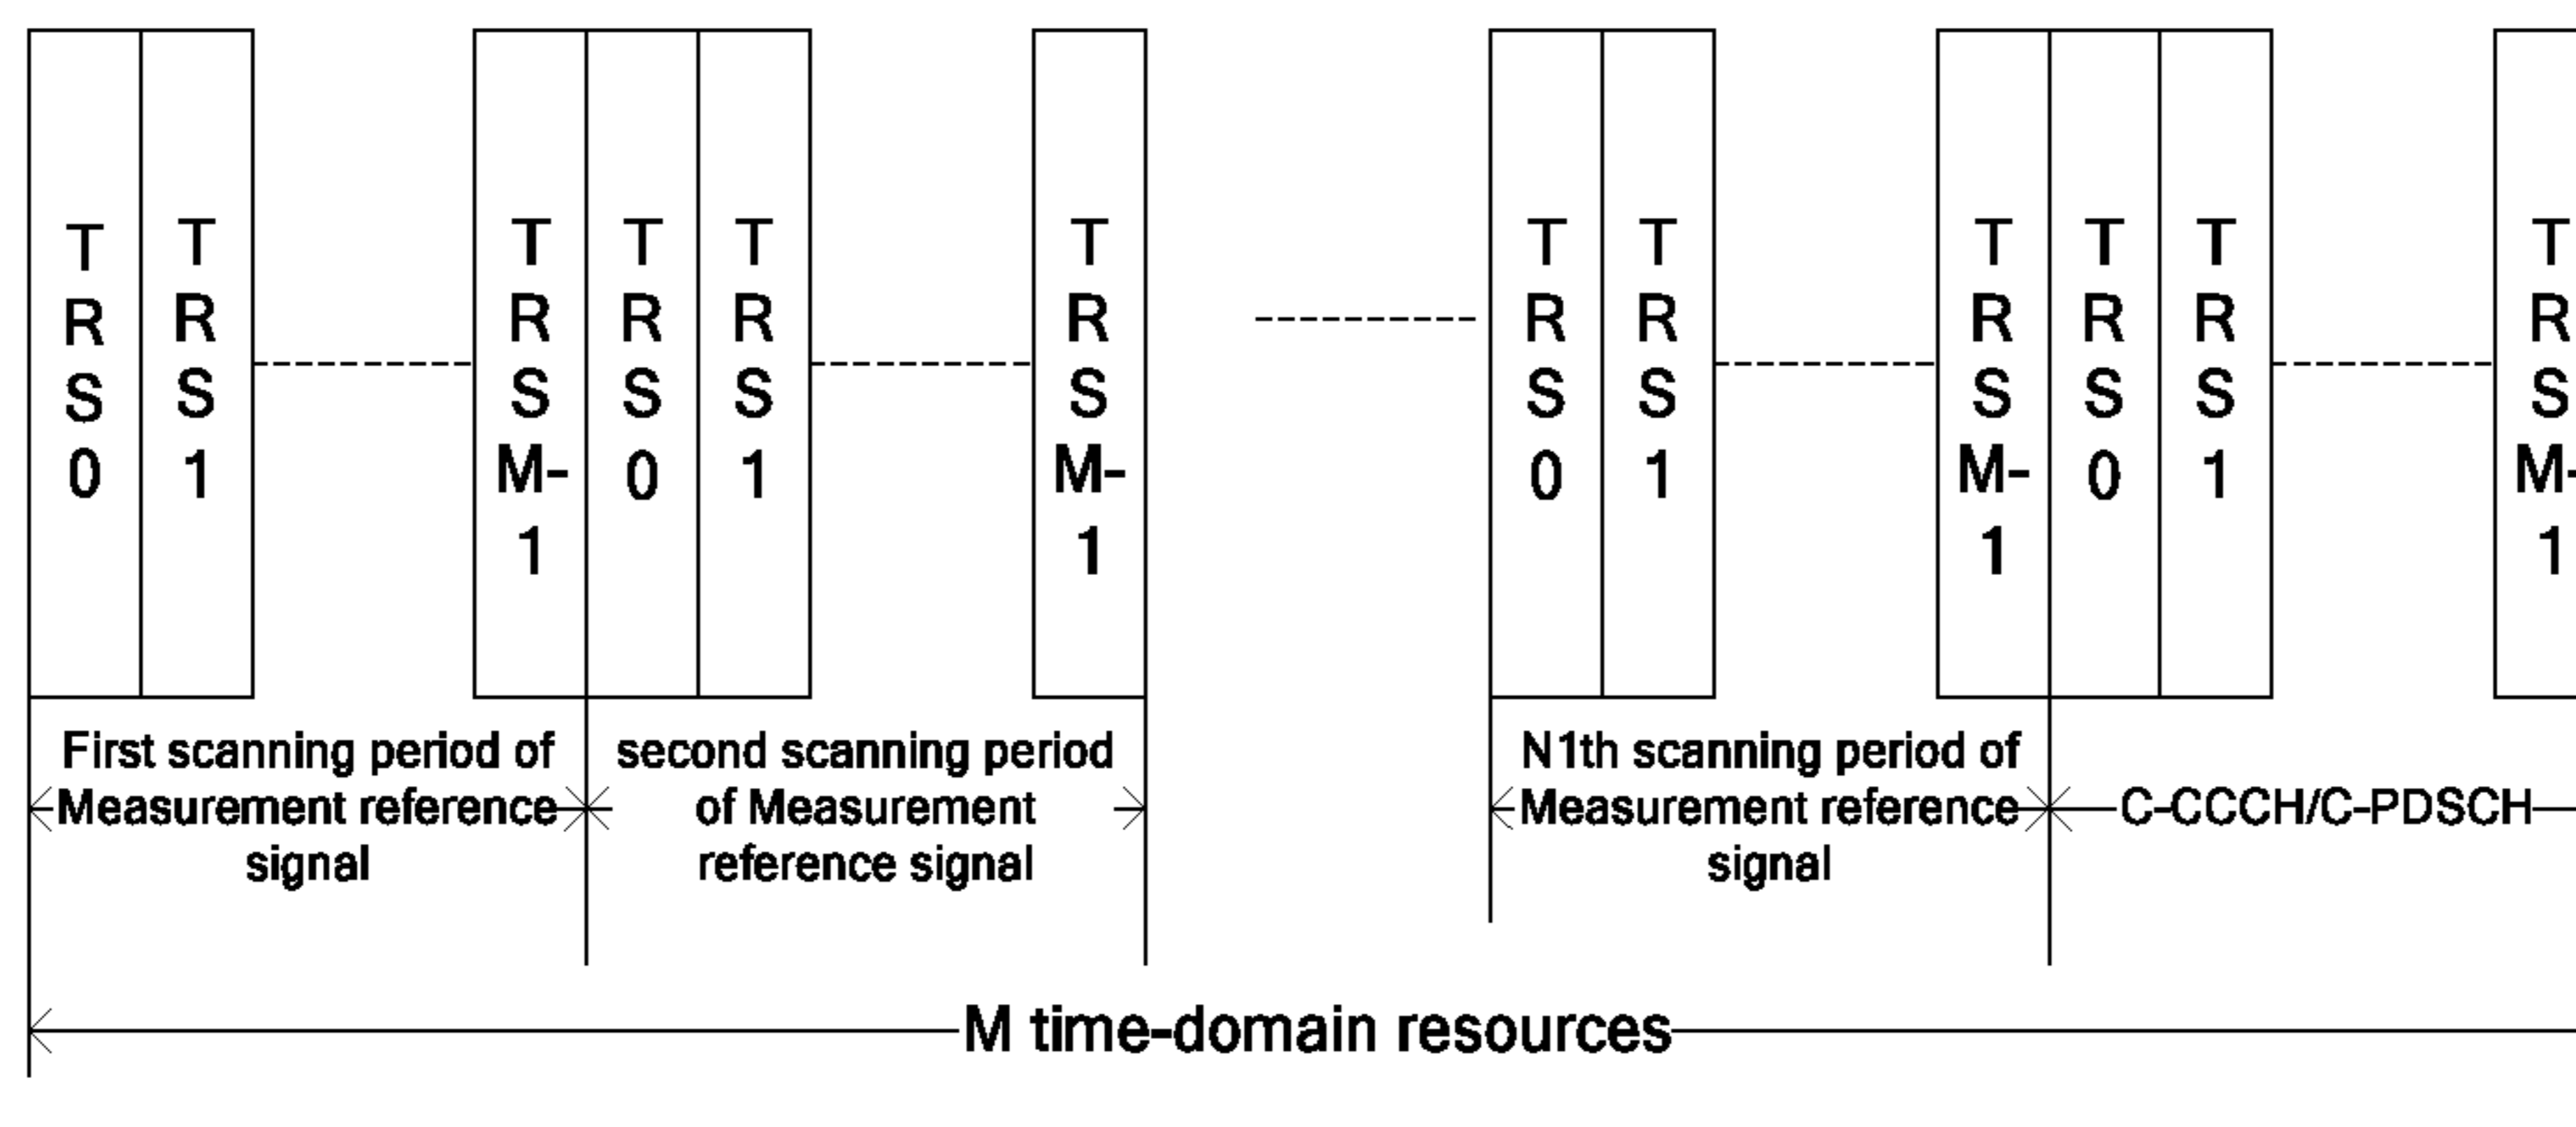 T
R
S
0
T
R
S
1
T
R
S
M-
1
T
R
S
0
T
R
S
1
T
R
S
M-
1
T
R
S
0
T
R
S
1
T
R
S
M-
1
T
R
S
0
T
R
S
1
T
R
S
M-
1
First scanning period of
Measurement reference
signal
second scanning period
of Measurement
reference signal
N1th scanning period of
Measurement reference
signal
C-CCCH/C-PDSCH
M time-domain resources